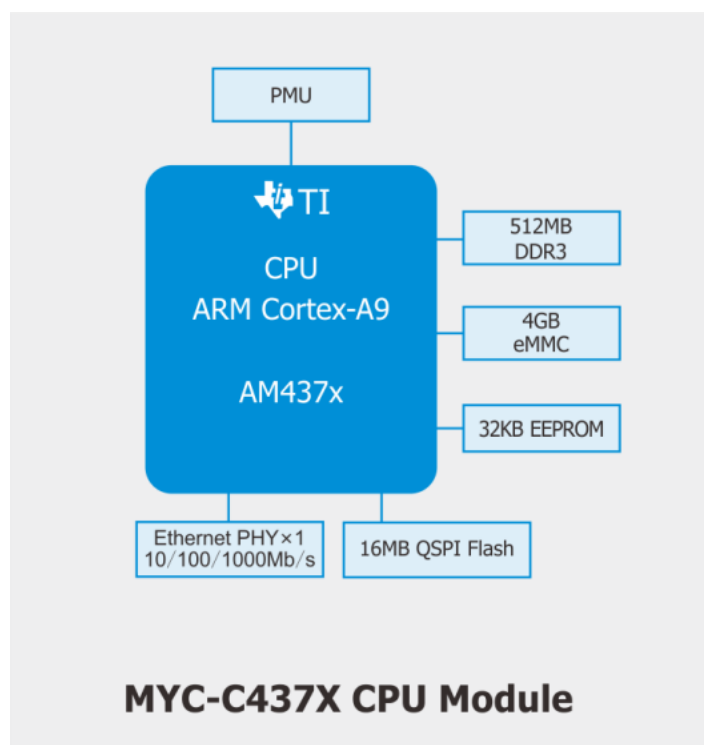 PMU
TI
CPU
ARM Cortex-A9
AM437x
512MB
DDR3
4GB
eMMC
32KB EEPROM
Ethernet PHY×1
10/100/1000Mb/s
16MB QSPI Flash
MYC-C437X CPU Module